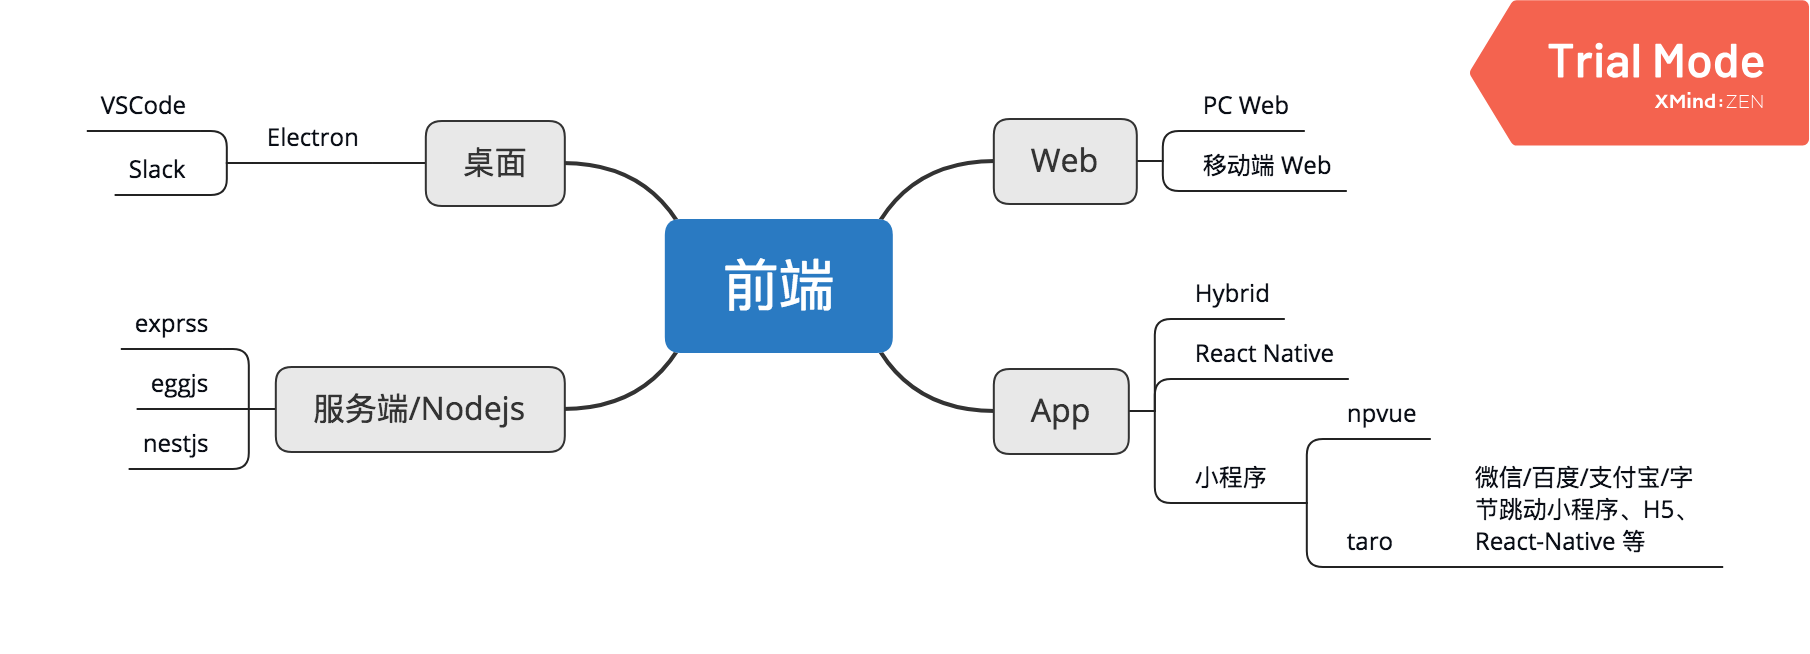 Trial Mode
XMind:ZEN
前端
Web
PC Web
移动端 Web
App
Hybrid
React Native
小程序
npvue
taro
微信/百度/支付宝/字
节跳动小程序、H5、
React-Native 等
桌面
Electron
VSCode
Slack
服务端/Nodejs
exprss
eggjs
nestjs